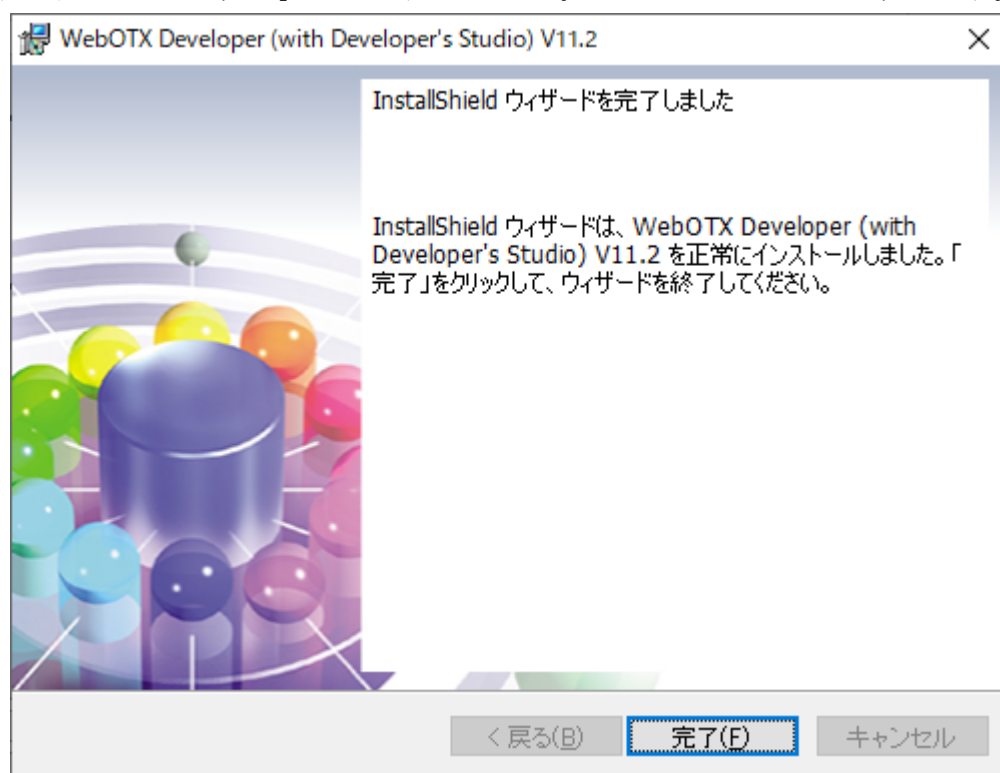 WebOTX Developer (with Developer's Studio) V11.2
InstallShield ウィザードを完了しました
InstallShield ウィザードは、WebOTX Developer (with
Developer's Studio) V11.2 を正常にインストールしました。「
完了」をクリックして、ウィザードを終了してください。
< 戻る(B)
完了(F)
キャンセル